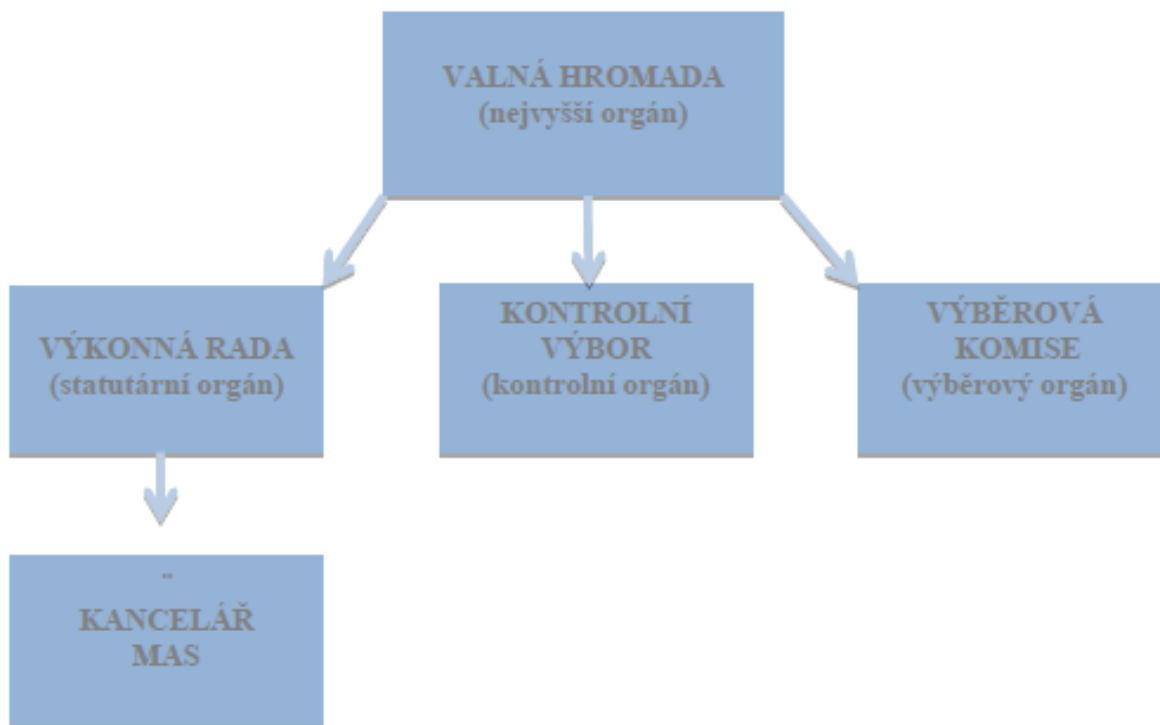 VALNÁ HROMADA
(nejvyšší orgán)
VÝKONNÁ RADA
(statutární orgán)
KONTROLNÍ
VÝBOR
(kontrolní orgán)
VÝBĚROVÁ
KOMISE
(výběrový orgán)
..
KANCELÁŘ
MAS